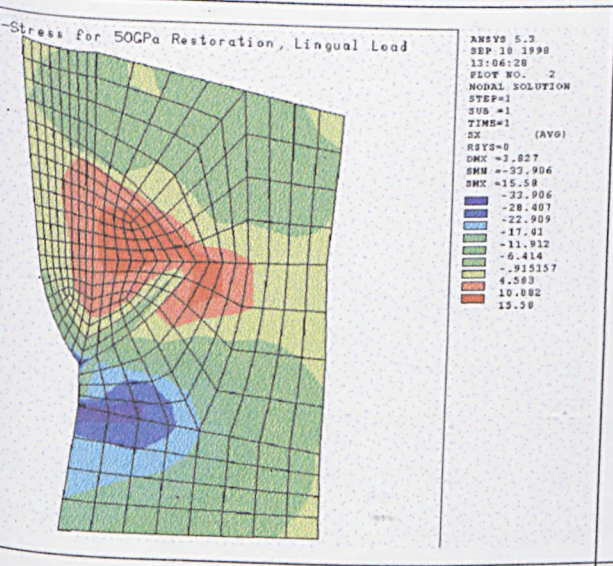 -Stress for 50GPa Restoration, Lingual Load
ANSYS 5.3
SEP 10 1998
13:06:28
PLOT NO. 2
NODAL SOLUTION
STEP=1
SUB =1
TIME=1
SX (AVG)
RSYS=0
DMX =3.827
SMN =-33.906
SMX =15.58
-33.906
-28.407
-22.909
-17.41
-11.912
-6.414
-.915157
4.583
10.082
15.58